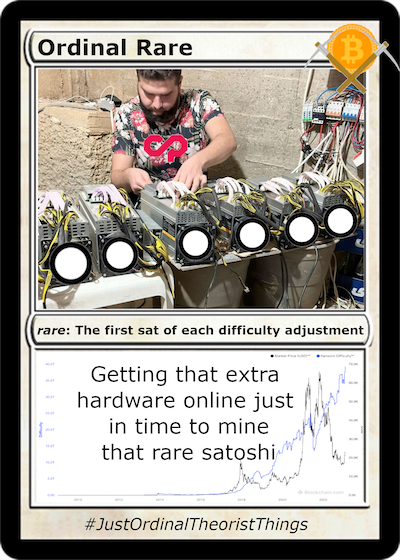 Ordinal Rare
rare: The first sat of each difficulty adjustment
Getting that extra
hardware online just
in time to mine
that rare satoshi
#JustOrdinalTheoristThings